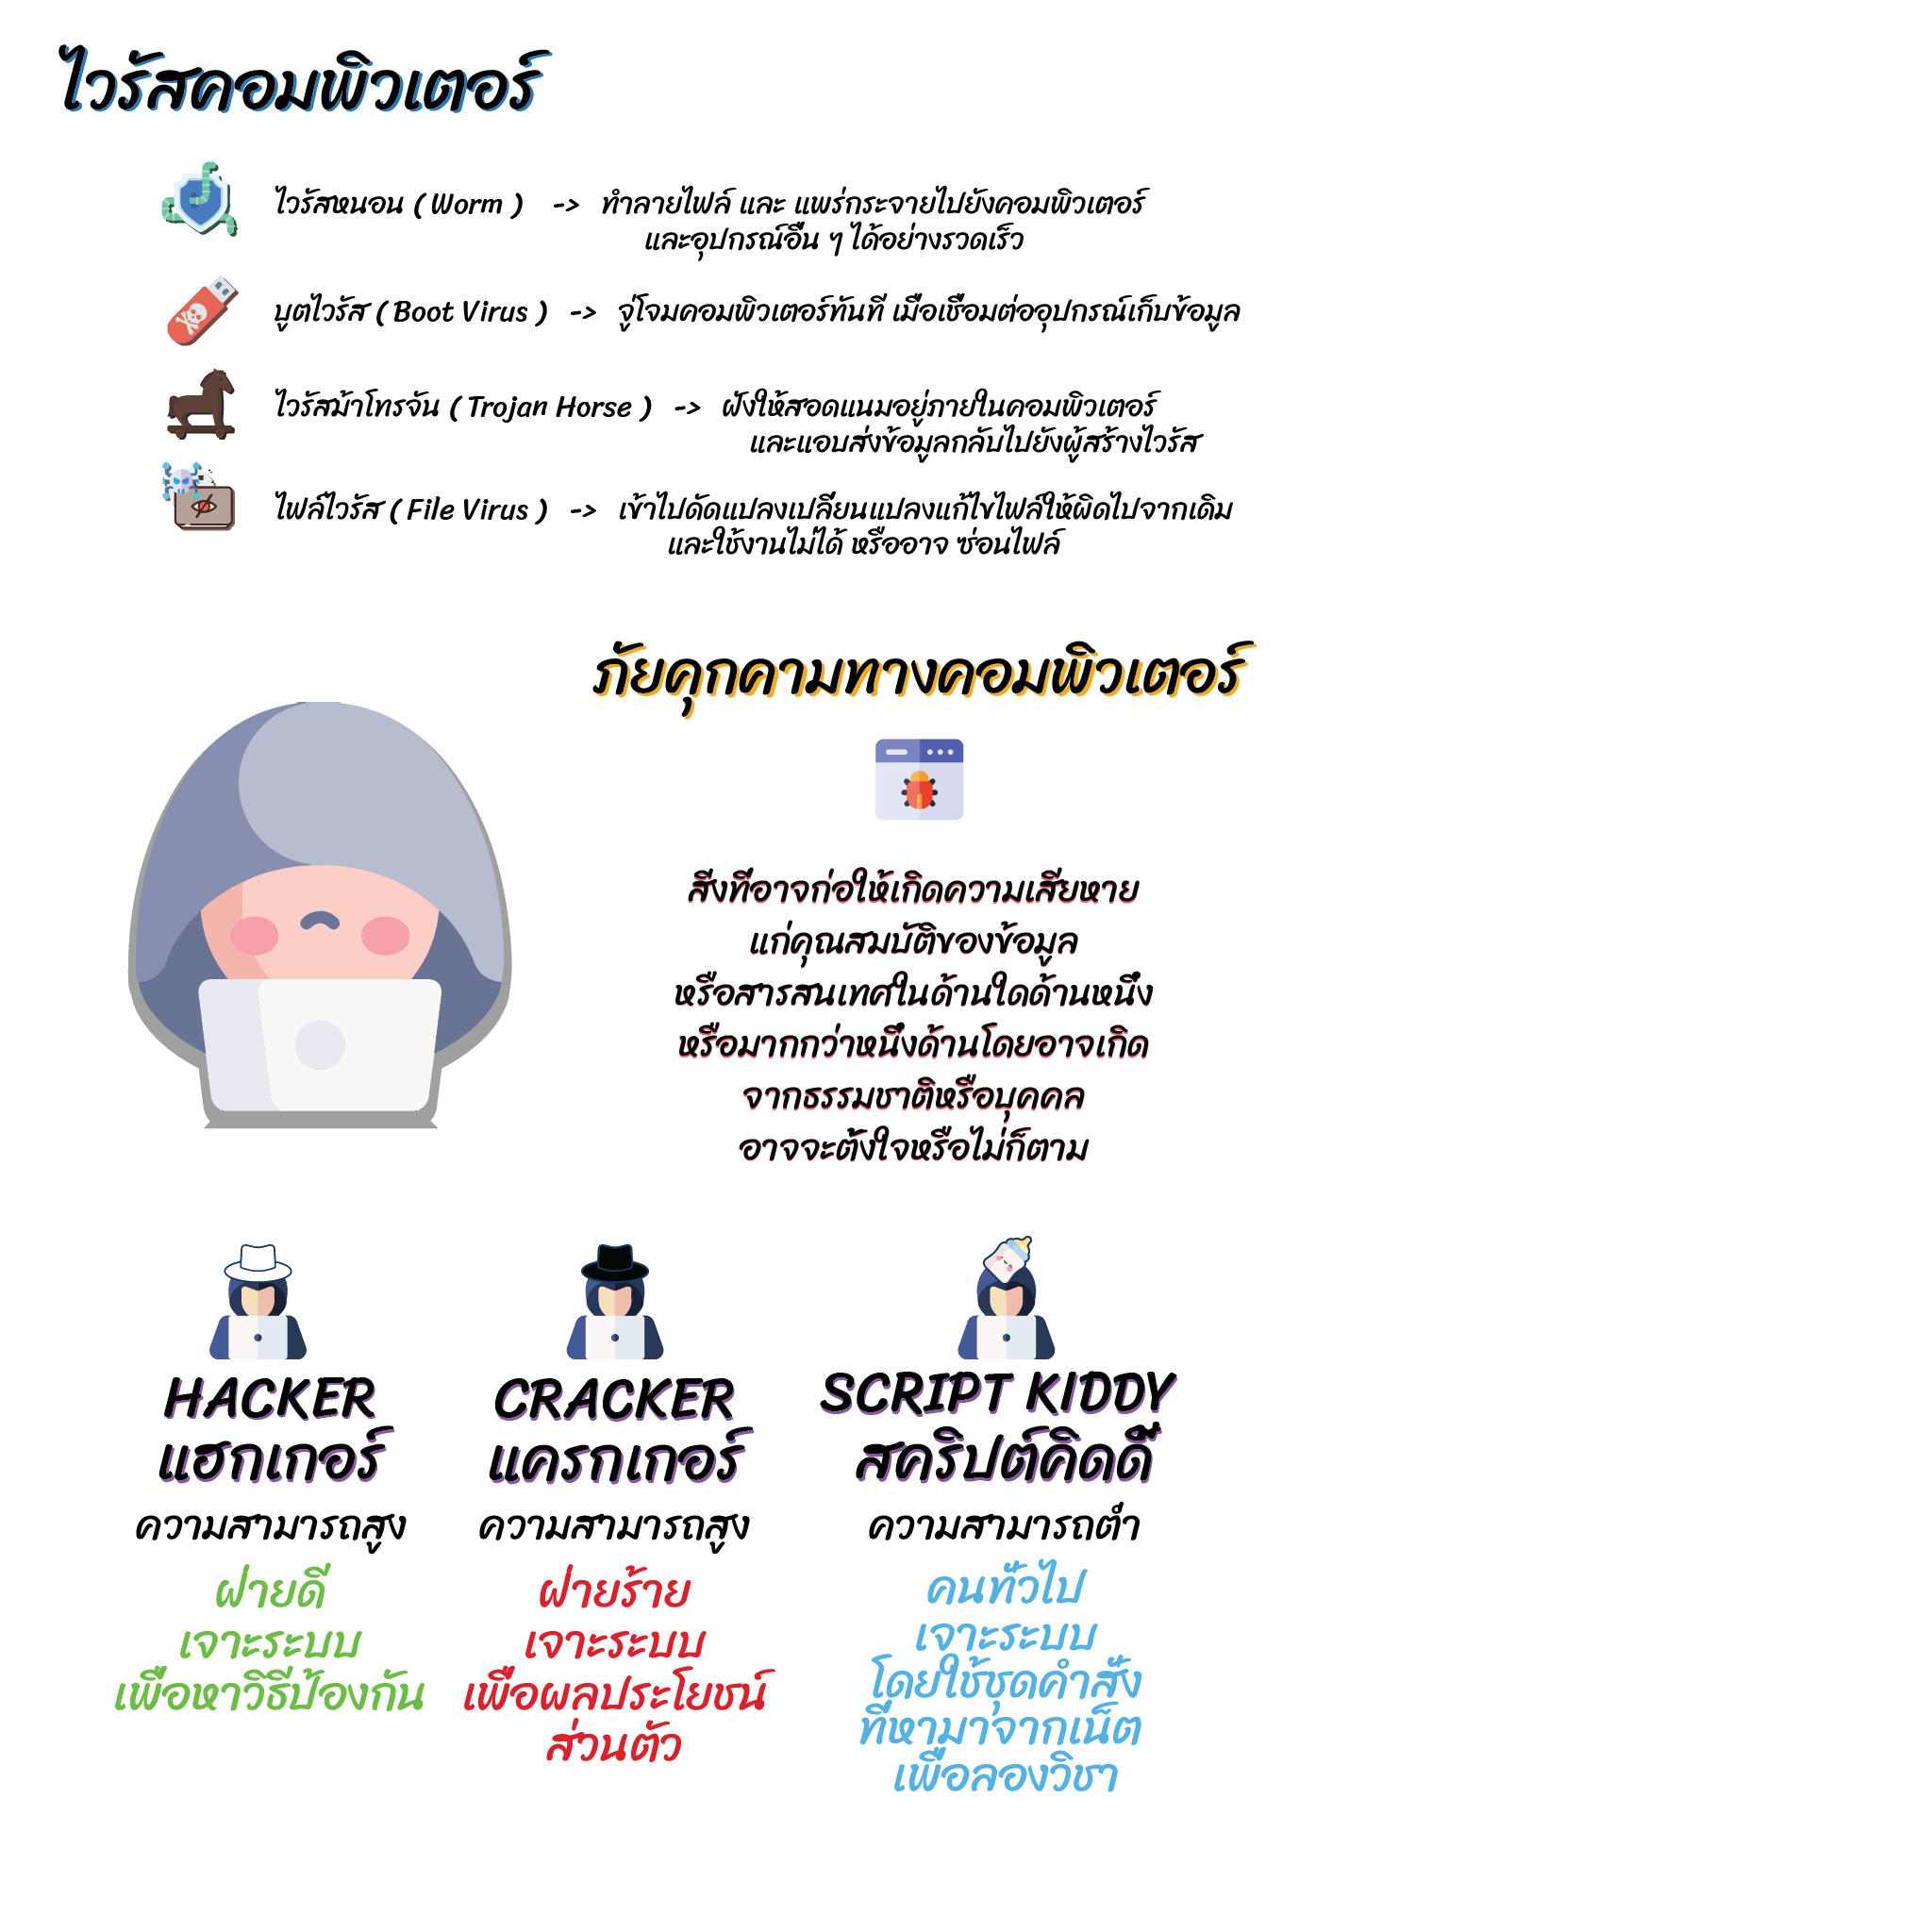 ไวรัสคอมพิวเตอร์
ไวรัสหนอน ( Worm ) -> ทำลายไฟล์ และ แพร่กระจายไปยังคอมพิวเตอร์
และอุปกรณ์อื่น ๆ ได้อย่างรวดเร็ว
บูตไวรัส ( Boot Virus ) -> จู่โจมคอมพิวเตอร์ทันที เมื่อเชื่อมต่ออุปกรณ์เก็บข้อมูล
ไวรัสม้าโทรจัน ( Trojan Horse ) -> ฝังให้สอดแนมอยู่ภายในคอมพิวเตอร์
และแอบส่งข้อมูลกลับไปยังผู้สร้างไวรัส
ไฟล์ไวรัส ( File Virus ) -> เข้าไปดัดแปลงเปลี่ยนแปลงแก้ไขไฟล์ให้ผิดไปจากเดิม
และใช้งานไม่ได้ หรืออาจ ซ่อนไฟล์
ภัยคุกคามทางคอมพิวเตอร์
สิ่งที่อาจก่อให้เกิดความเสียหาย
แก่คุณสมบัติของข้อมูล
หรือสารสนเทศในด้านใดด้านหนึ่ง
หรือมากกว่าหนึ่งด้านโดยอาจเกิด
จากธรรมชาติหรือบุคคล
อาจจะตั้งใจหรือไม่ก็ตาม
HACKER
แฮกเกอร์
ความสามารถสูง
ฝ่ายดี
เจาะระบบ
เพื่อหาวิธีป้องกัน
CRACKER
แครกเกอร์
ความสามารถสูง
ฝ่ายร้าย
เจาะระบบ
เพื่อผลประโยชน์
ส่วนตัว
SCRIPT KIDDY
สคริปต์คิดดี้
ความสามารถต่ำ
คนทั่วไป
เจาะระบบ
โดยใช้ชุดคำสั่ง
ที่หามาจากเน็ต
เพื่อลองวิชา